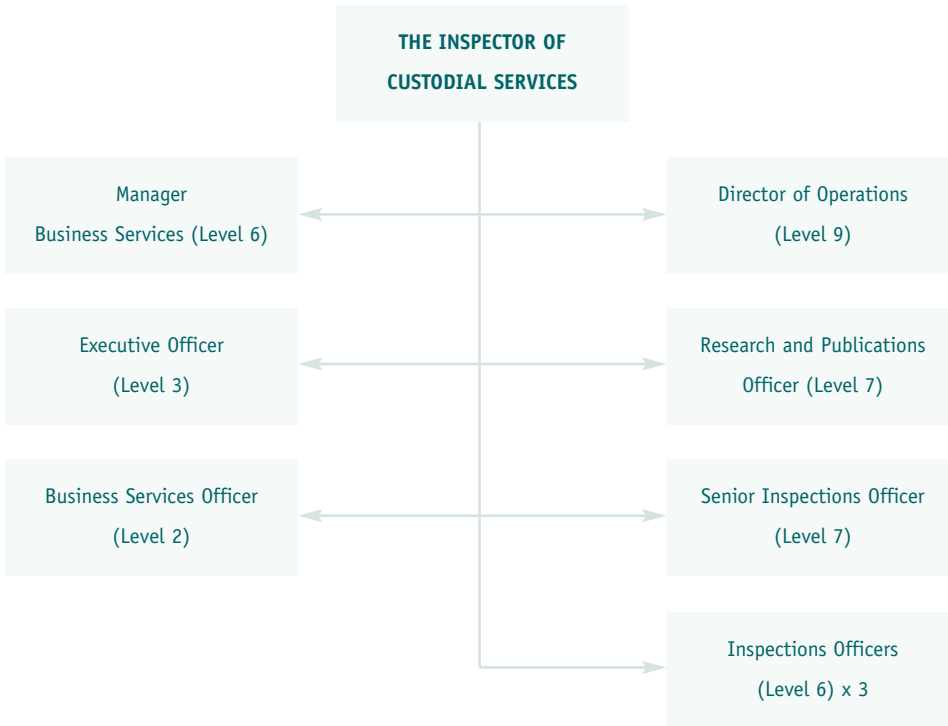 THE INSPECTOR OF
CUSTODIAL SERVICES
Manager
Business Services (Level 6)
Director of Operations
(Level 9)
Executive Officer
(Level 3)
Research and Publications
Officer (Level 7)
Business Services Officer
(Level 2)
Senior Inspections Officer
(Level 7)
Inspections Officers
(Level 6) x 3